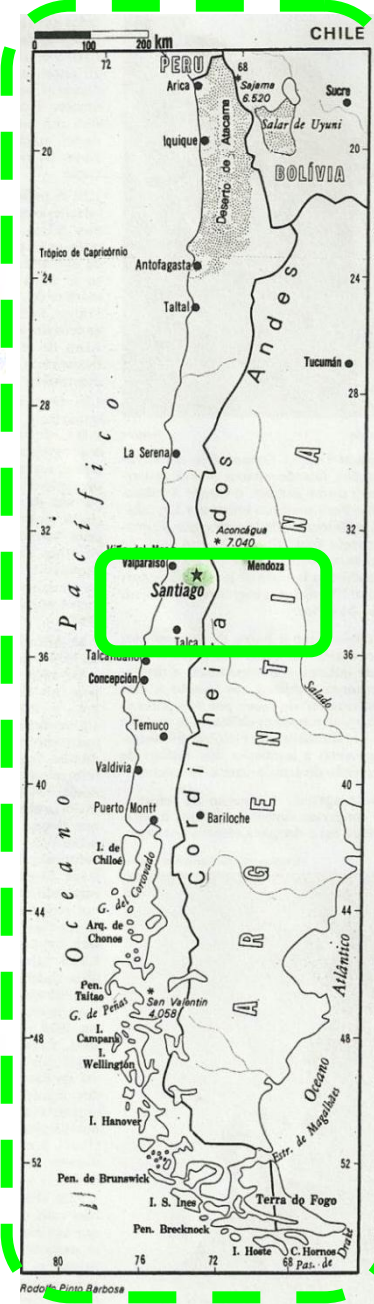 CHILE
0 100 200 km
72 68
PERU
Arica
Sajama
6.520
Sucre
Salar de Uyuni
Iquique
20 20
BOLÍVIA
Deserto de Atacama
Trópico de Capricórnio
Antofagasta
24 24
Taltal
Andes
Tucumán
28 28
La Serena
dos
Aconcágua
7.040
32 32
Valparaíso
Mendoza
Santiago
Talca
36 36
Talcahuano
Concepción
Salado
Cordilheira
Temuco
Valdivia
40 40
Puerto Montt
Bariloche
I. de
Chiloé
G. del Corcovado
ARGENTINA
Oceano Pacífico
44 44
Arq. de
Chonos
Pen.
Taitao
San Valentín
4.058
G. de Peñas
Oceano Atlântico
48 48
I.
Campana
I.
Wellington
I. Hanover
Estr. de Magalhães
52 52
Pen. de Brunswick
I. S. Ines
Terra do Fogo
Pen. Brecknock
I. Hoste
C. Hornos
Pas. de Drake
80 76 72 68
Rodolfo Pinto Barbosa